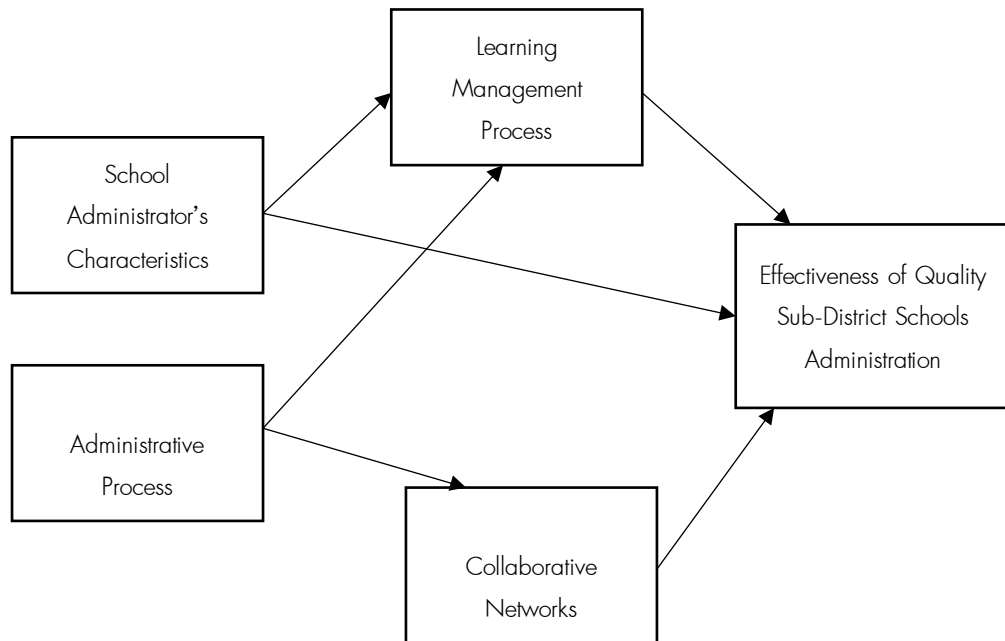 Learning
Management
Process
School
Administrator's
Characteristics
Effectiveness of Quality
Sub-District Schools
Administration
Administrative
Process
Collaborative
Networks